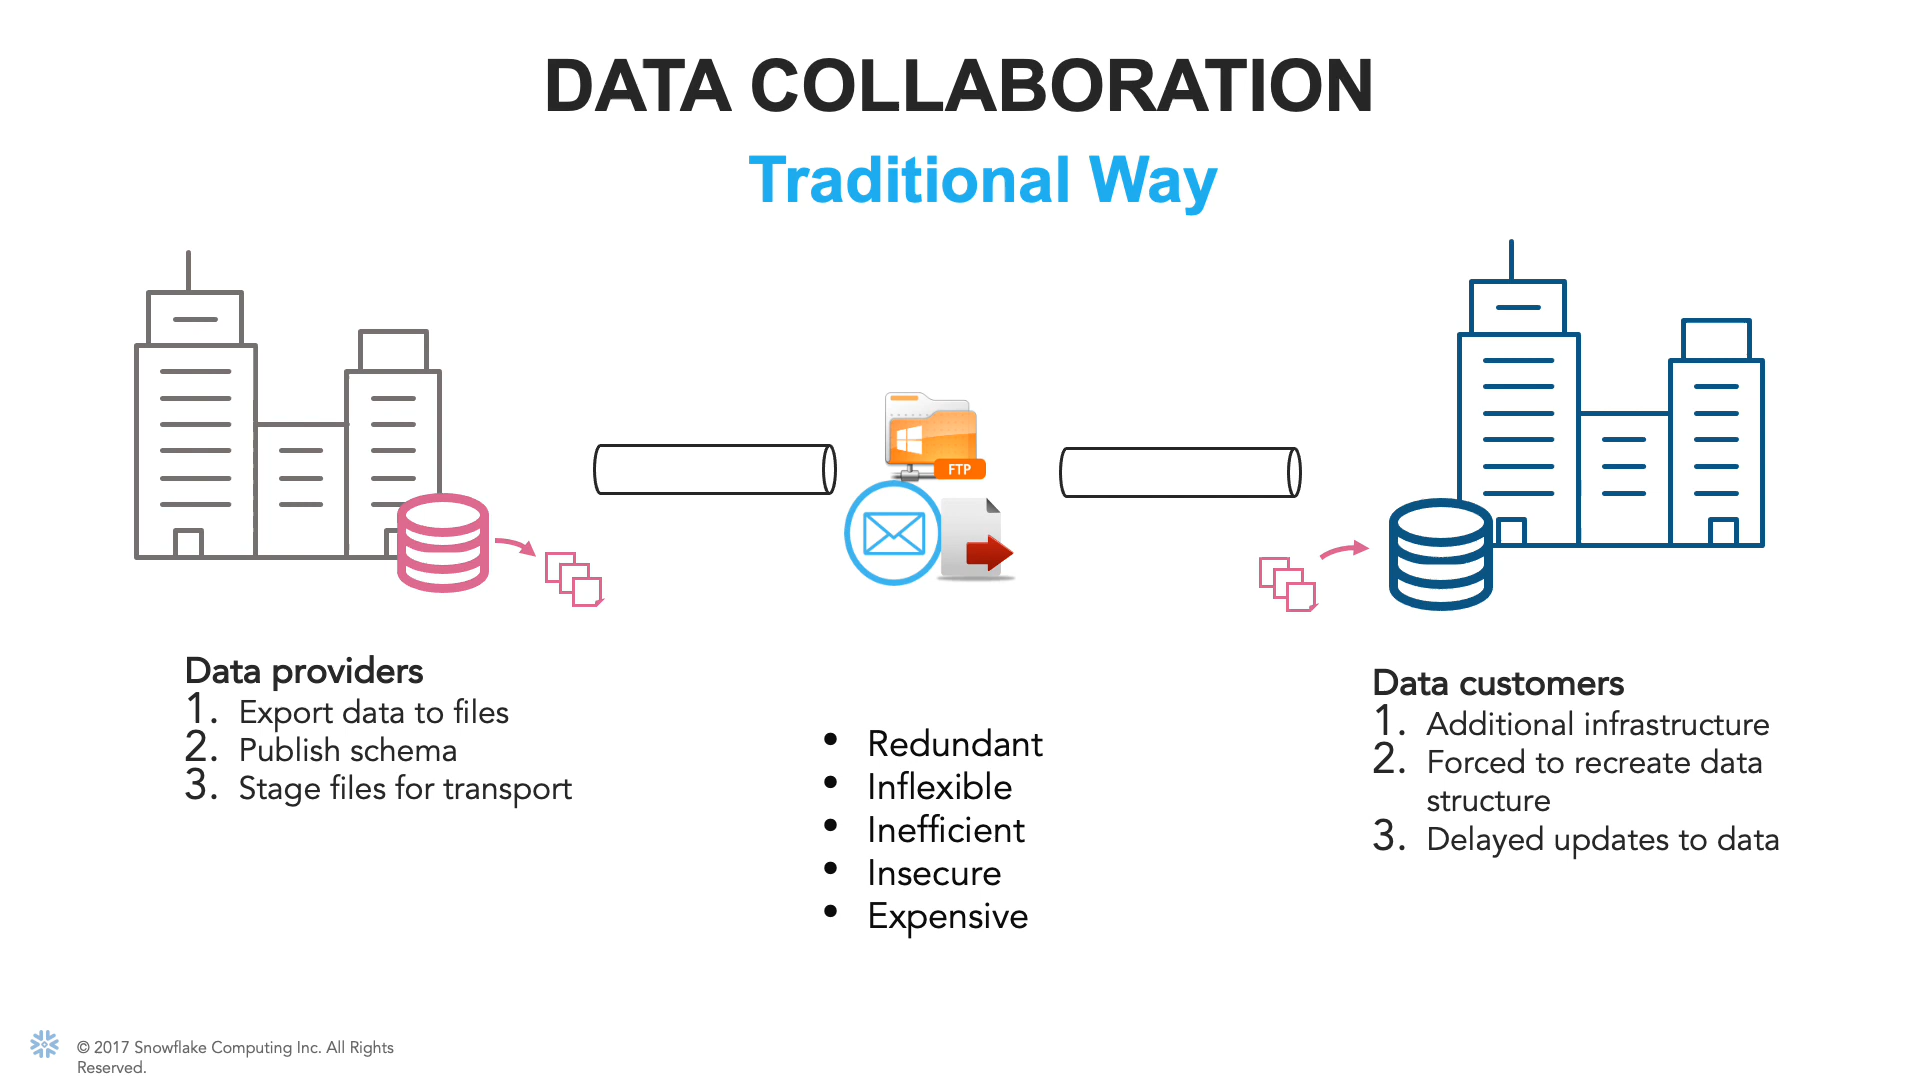 DATA COLLABORATION
Traditional Way
FTP
Data providers
1. Export data to files
2. Publish schema
3. Stage files for transport
• Redundant
• Inflexible
• Inefficient
• Insecure
• Expensive
Data customers
1. Additional infrastructure
2. Forced to recreate data
structure
3. Delayed updates to data
© 2017 Snowflake Computing Inc. All Rights
Reserved.